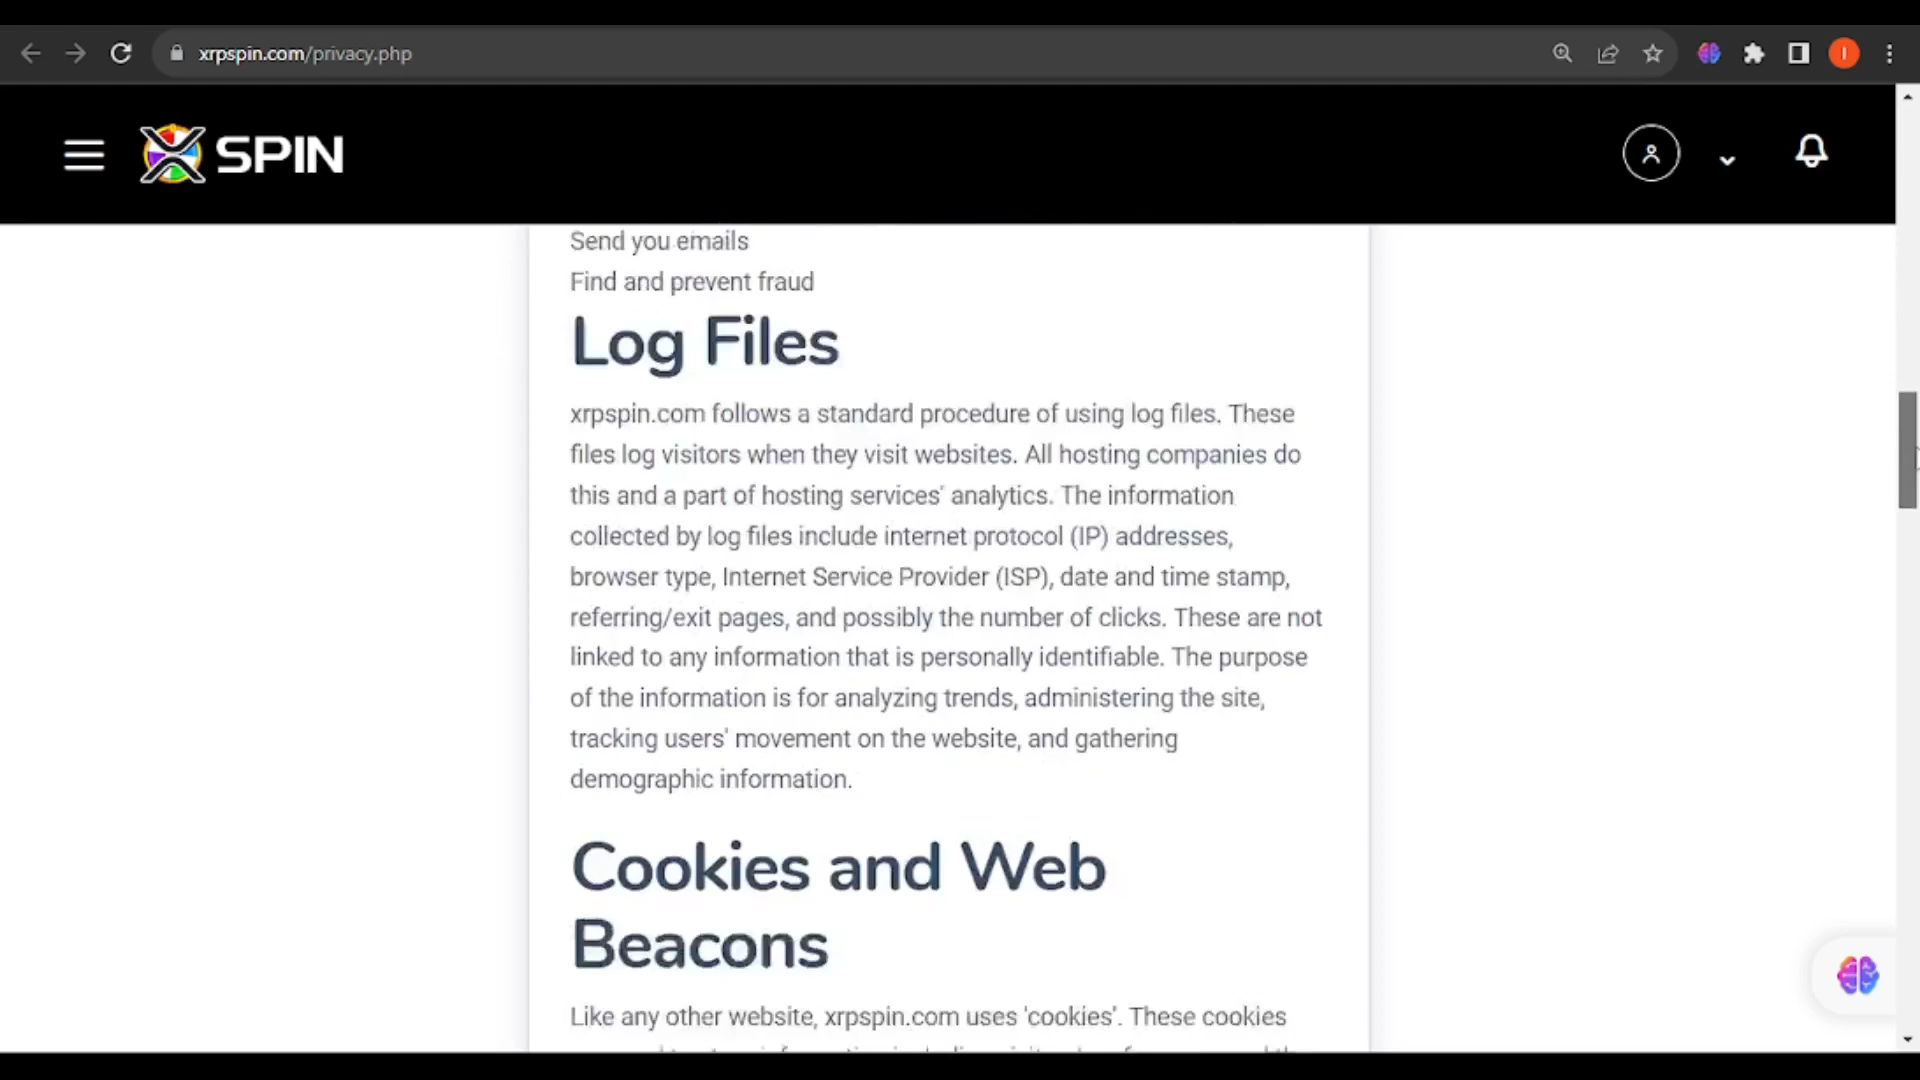 xrpspin.com/privacy.php
I
SPIN
Send you emails
Find and prevent fraud
Log Files
xrpspin.com follows a standard procedure of using log files. These
files log visitors when they visit websites. All hosting companies do
this and a part of hosting services' analytics. The information
collected by log files include internet protocol (IP) addresses,
browser type, Internet Service Provider (ISP), date and time stamp,
referring/exit pages, and possibly the number of clicks. These are not
linked to any information that is personally identifiable. The purpose
of the information is for analyzing trends, administering the site,
tracking users' movement on the website, and gathering
demographic information.
Cookies and Web
Beacons
Like any other website, xrpspin.com uses 'cookies'. These cookies